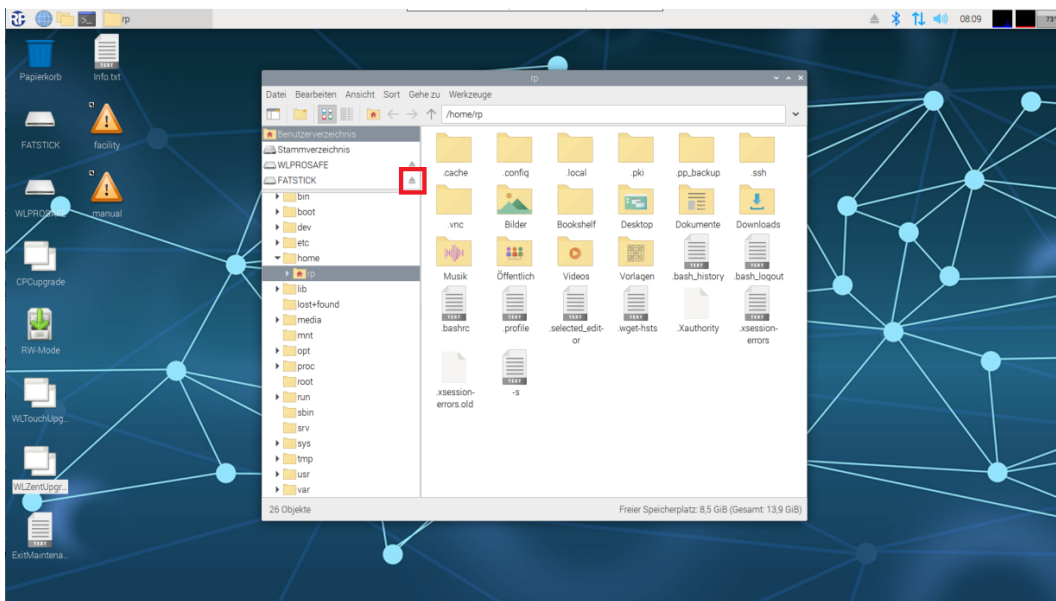 rp
08:09
73°
Papierkorb
Info.txt
FATSTICK
facility
manual
CPCupgrade
RW-Mode
WLTouchUpg...
WLZentUpgr...
ExitMaintena...
rp
Datei Bearbeiten Ansicht Sort Gehe zu Werkzeuge
/home/rp
Benutzerverzeichnis
Stammverzeichnis
WLPROSAFE
FATSTICK
bin
boot
dev
etc
home
rp
lib
lost+found
media
mnt
opt
proc
root
run
sbin
srv
sys
tmp
usr
var
.cache .config .local .pki .pp_backup .ssh
.vnc Bilder Bookshelf Desktop Dokumente Downloads
Musik Öffentlich Videos Vorlagen .bash_history .bash_logout
.bashrc .profile .selected_edit-
or .wget-hsts .Xauthority .xsession-
errors
.xsession-
errors.old -s
26 Objekte Freier Speicherplatz: 8,5 GiB (Gesamt: 13,9 GiB)